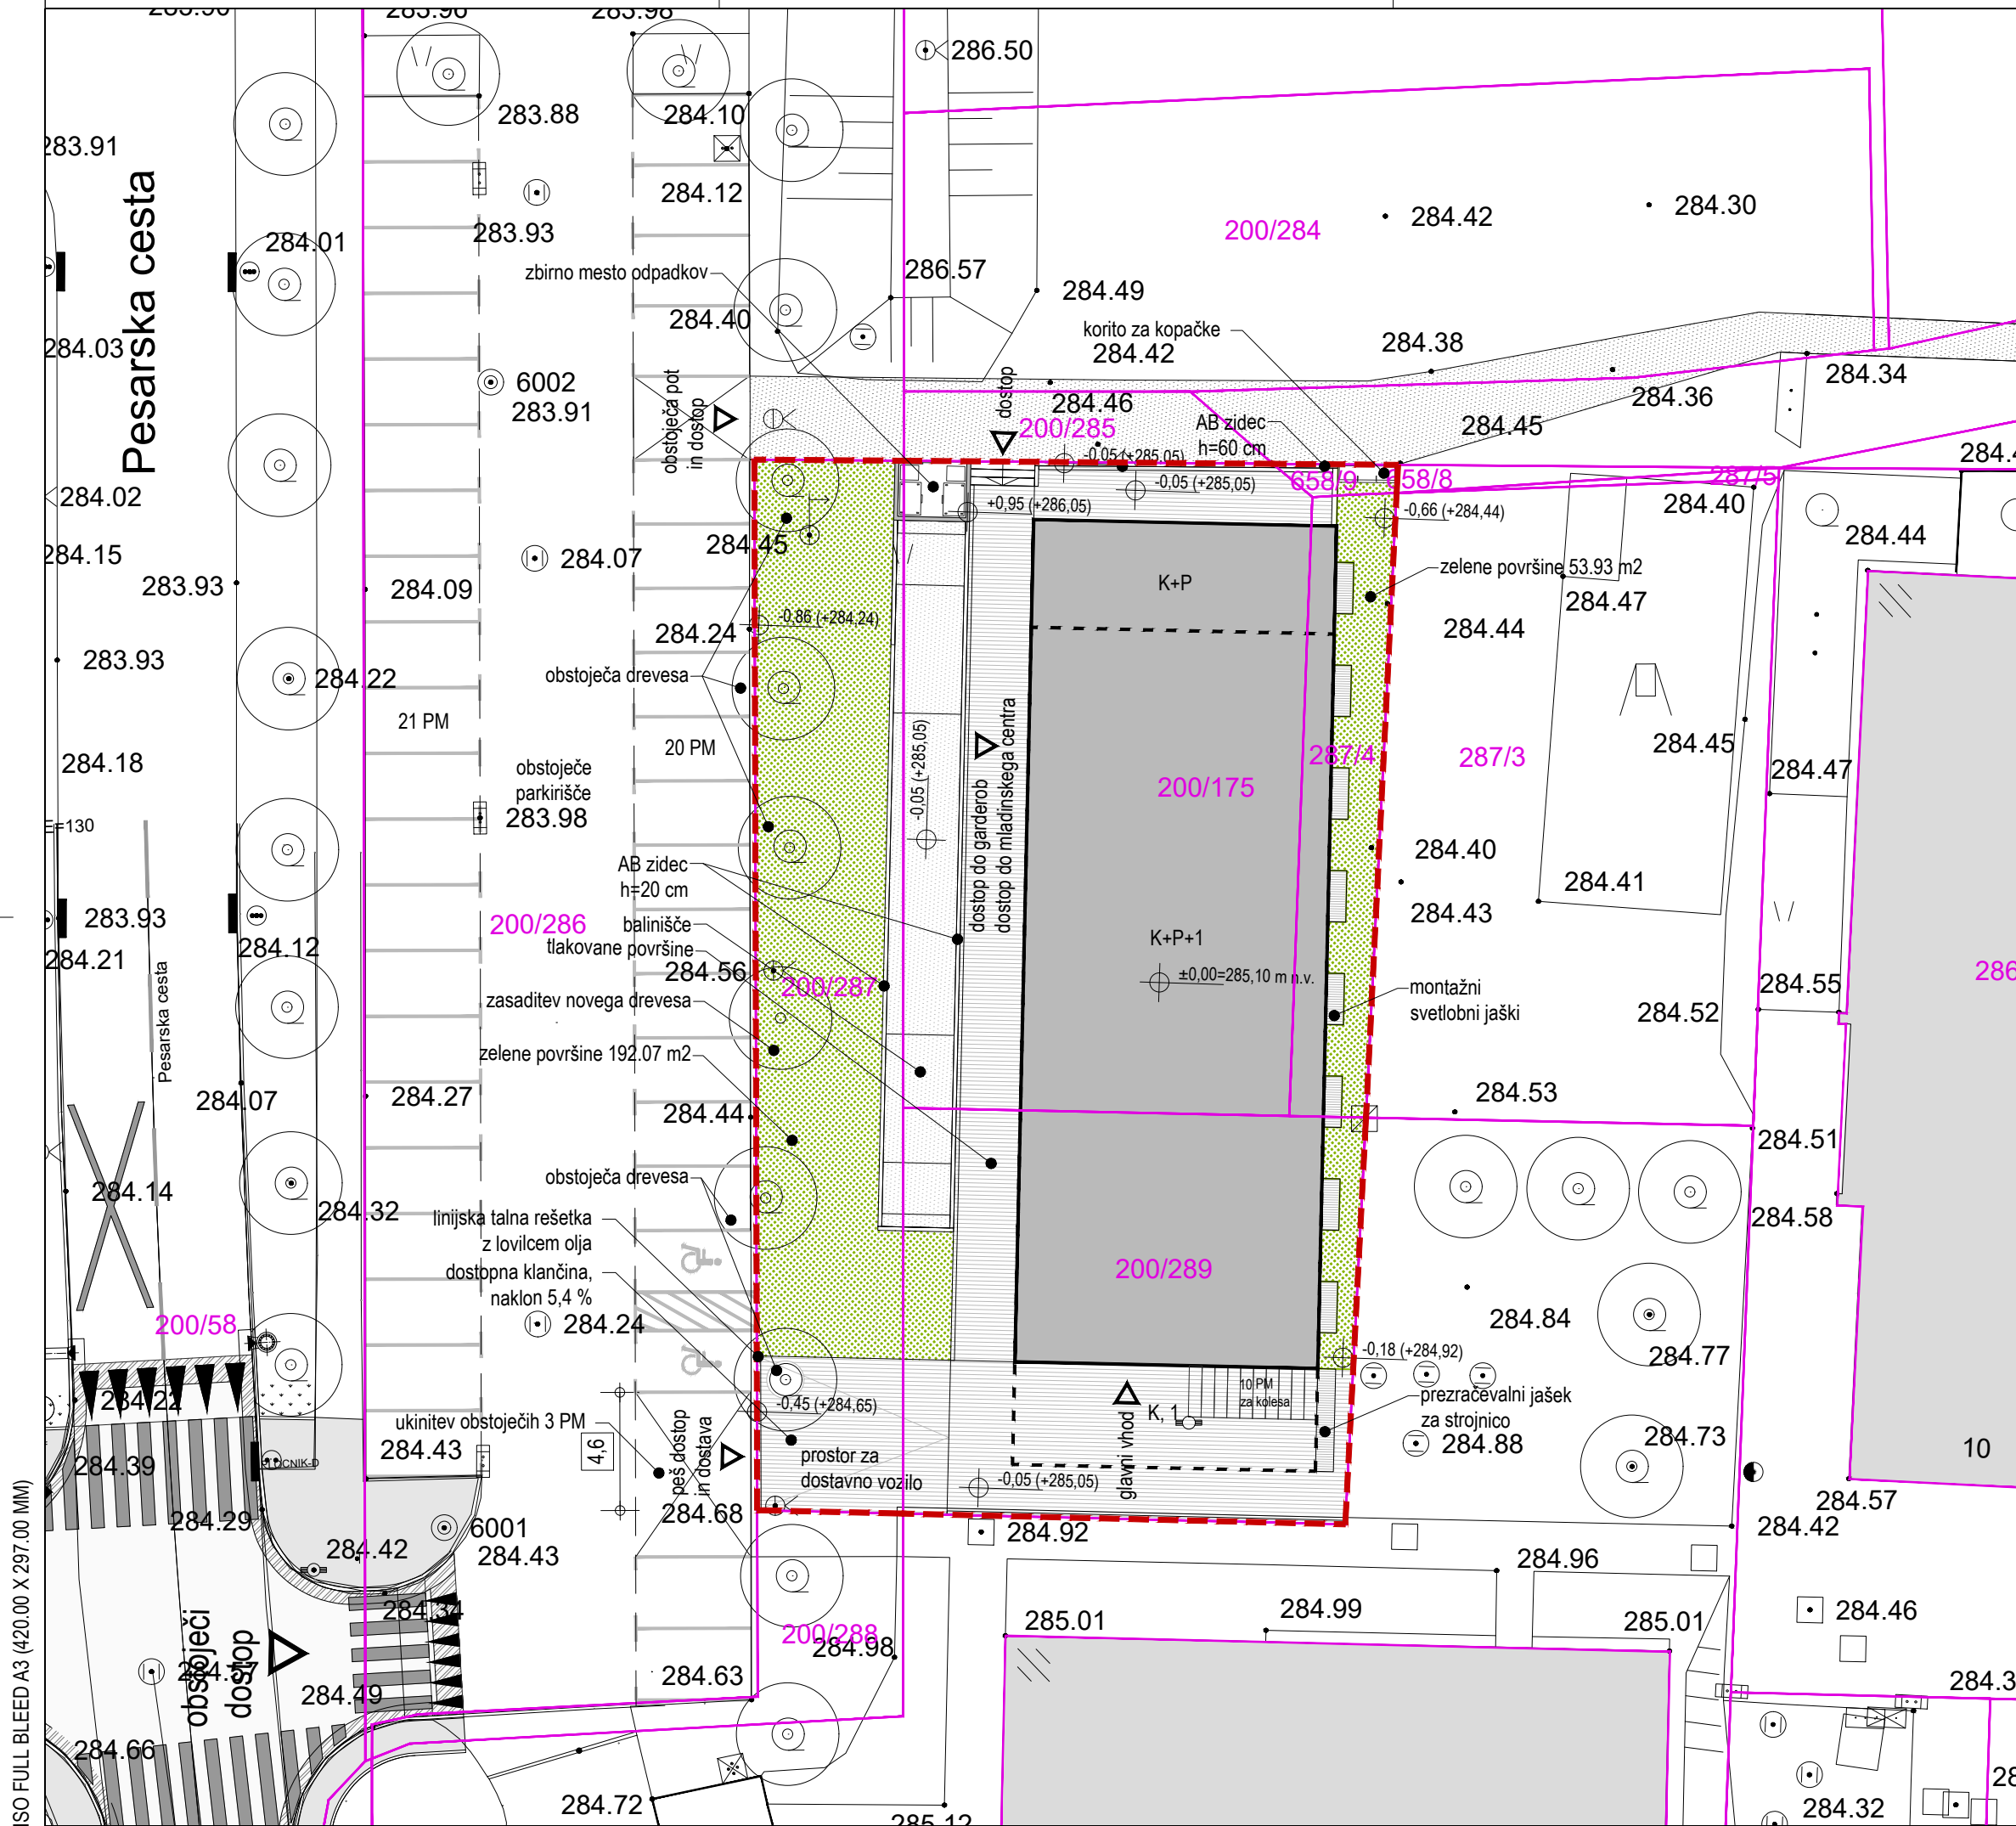 283.96
283.98
286.50
283.88
284.10
283.91
284.12
Pesarska cesta
283.93
284.01
200/284
284.42
284.30
zbirno mesto odpadkov
286.57
284.49
284.40
korito za kopačke
284.42
284.38
284.03
284.34
6002
283.91
obstoječa pot
in dostop
dostop
284.46
200/285
AB zidec
h=60 cm
284.36
284.45
-0,05 (+285,05)
658/9
658/8
287/5
284.02
-0,05 (+285,05)
+0,95 (+286,05)
-0,66 (+284,44)
284.40
284.44
284.15
284.45
284.07
283.93
284.09
K+P
zelene površine 53.93 m2
284.47
-0,86 (+284,24)
284.24
284.44
283.93
284.22
obstoječa drevesa
21 PM
20 PM
284.18
obstoječe
parkirišče
283.98
-0,05 (+285,05)
dostop do garderob
dostop do mladinskega centra
200/175
287/4
287/3
284.45
284.47
284.40
AB zidec
h=20 cm
284.41
284.43
283.93
200/286
balinišče
tlakovane površine
K+P+1
284.12
284.21
284.56
200/287
±0,00=285,10 m n.v.
zasaditev novega drevesa
montažni
svetlobni jaški
284.55
284.52
Pesarska cesta
zelene površine 192.07 m2
284.07
284.27
284.44
284.53
284.51
obstoječa drevesa
284.14
284.32
linijska talna rešetka
z lovilcem olja
284.58
dostopna klančina,
naklon 5,4 %
200/289
200/58
284.24
284.84
-0,18 (+284,92)
284.77
284.22
10 PM
za kolesa
prezračevalni jašek
za strojnico
-0,45 (+284,65)
K, 1
ukinitev obstoječih 3 PM
4,6
peš dostop
in dostava
284.43
prostor za
dostavno vozilo
glavni vhod
284.88
284.73
10
284.39
-0,05 (+285,05)
284.68
284.57
284.29
6001
284.43
284.92
284.42
284.42
284.96
284.34
285.01
284.99
285.01
284.46
obstoječi
dostop
200/288
284.98
284.63
284.49
284.66
284.72
284.32
285.12
ISO FULL BLEED A3 (420.00 X 297.00 MM)